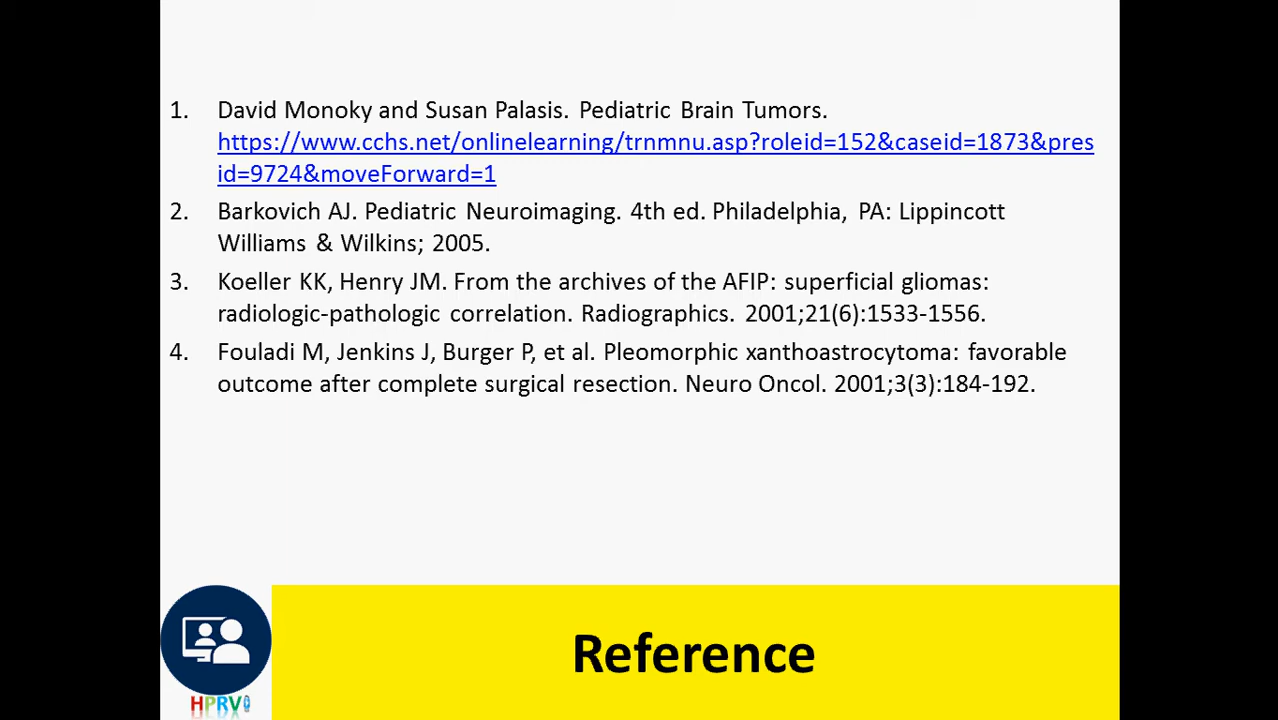 1. David Monoky and Susan Palasis. Pediatric Brain Tumors.
https://www.cchs.net/onlinelearning/trnmnu.asp?roleid=152&caseid=1873&pres
id=9724&moveForward=1
2. Barkovich AJ. Pediatric Neuroimaging. 4th ed. Philadelphia, PA: Lippincott
Williams & Wilkins; 2005.
3. Koeller KK, Henry JM. From the archives of the AFIP: superficial gliomas:
radiologic-pathologic correlation. Radiographics. 2001;21(6):1533-1556.
4. Fouladi M, Jenkins J, Burger P, et al. Pleomorphic xanthoastrocytoma: favorable
outcome after complete surgical resection. Neuro Oncol. 2001;3(3):184-192.
Reference
HPRV